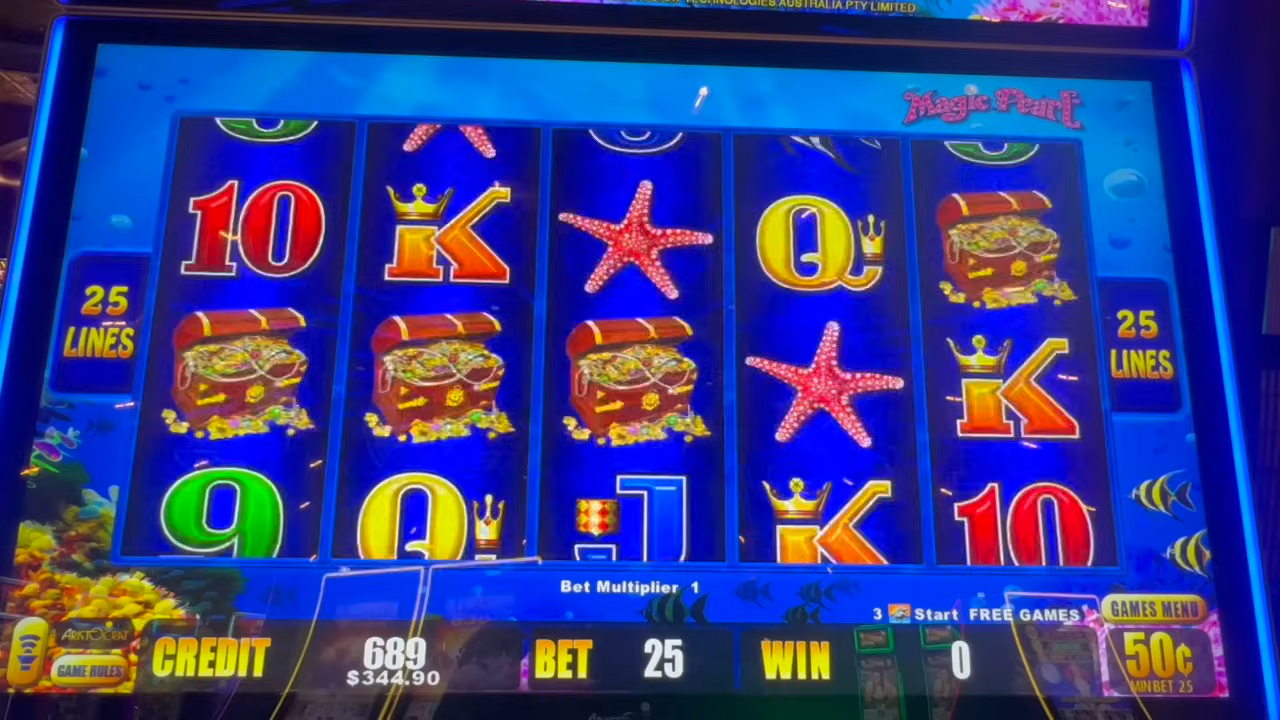 TECHNOLOGIES AUSTRALIA PTY LIMITED
Magic Pearl
10 K Q
25
LINES
25
LINES
K
9 Q J K 10
Bet Multiplier 1
3 Start FREE GAMES
GAMES MENU
ARISTOCRAT
GAME RULES
CREDIT 689 BET 25 WIN 0
$344.90
50¢
MIN BET 25